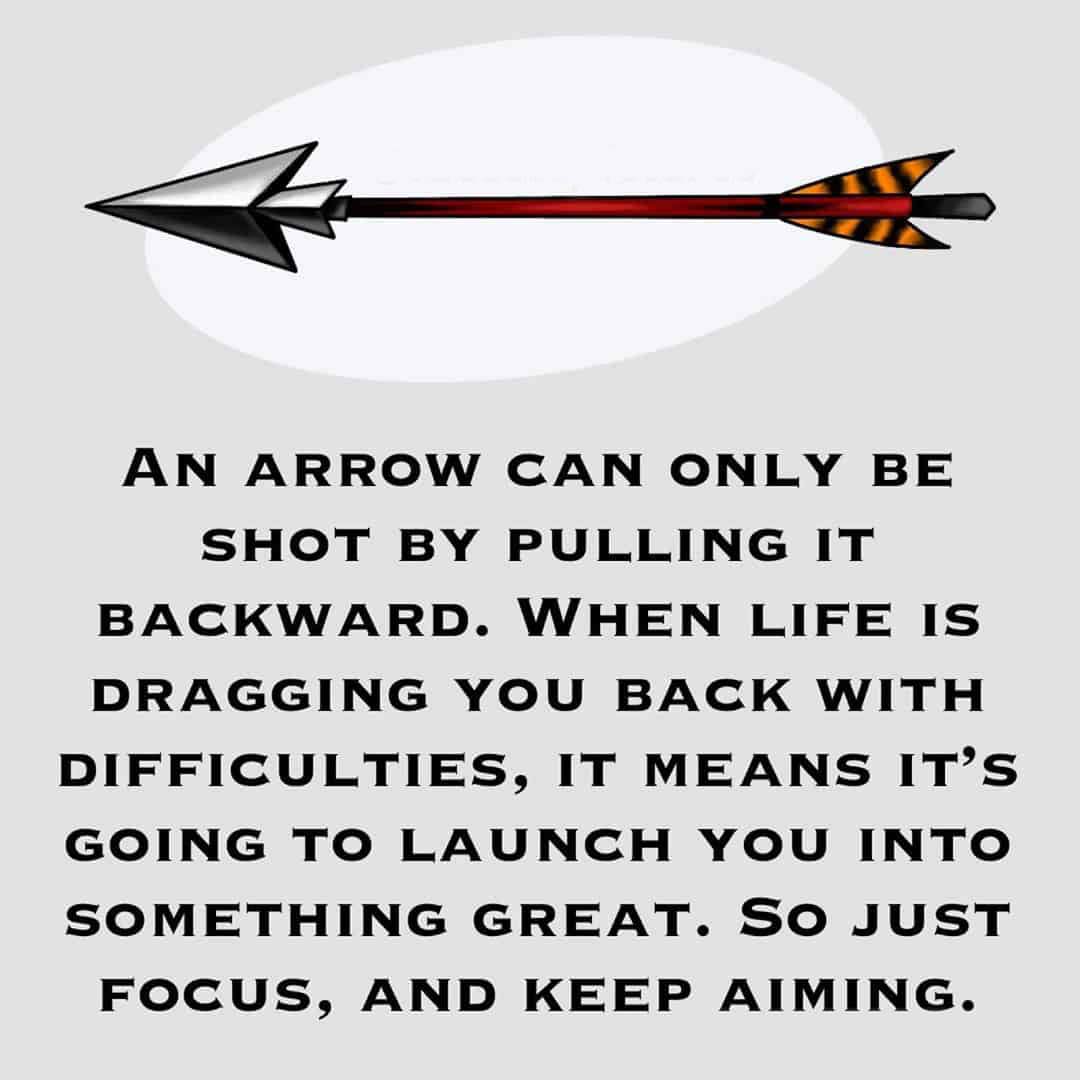 An arrow can only be
shot by pulling it
backward. When life is
dragging you back with
difficulties, it means it’s
going to launch you into
something great. So just
focus, and keep aiming.